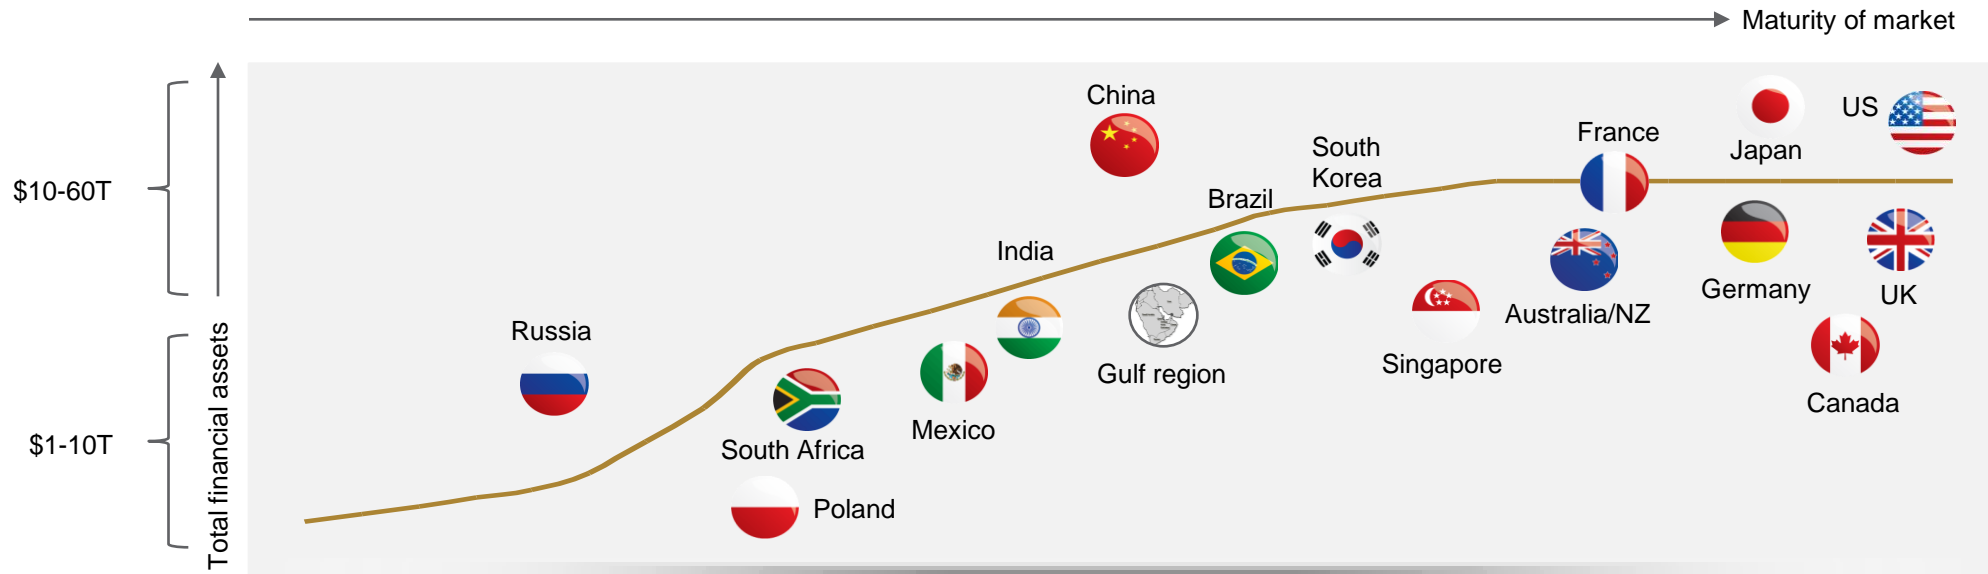 Maturity of market
China
US
France
South
Korea
Japan
$10-60T
Brazil
India
Germany
UK
Australia/NZ
Russia
Singapore
Gulf region
Canada
Mexico
$1-10T
South Africa
Poland
Total financial assets